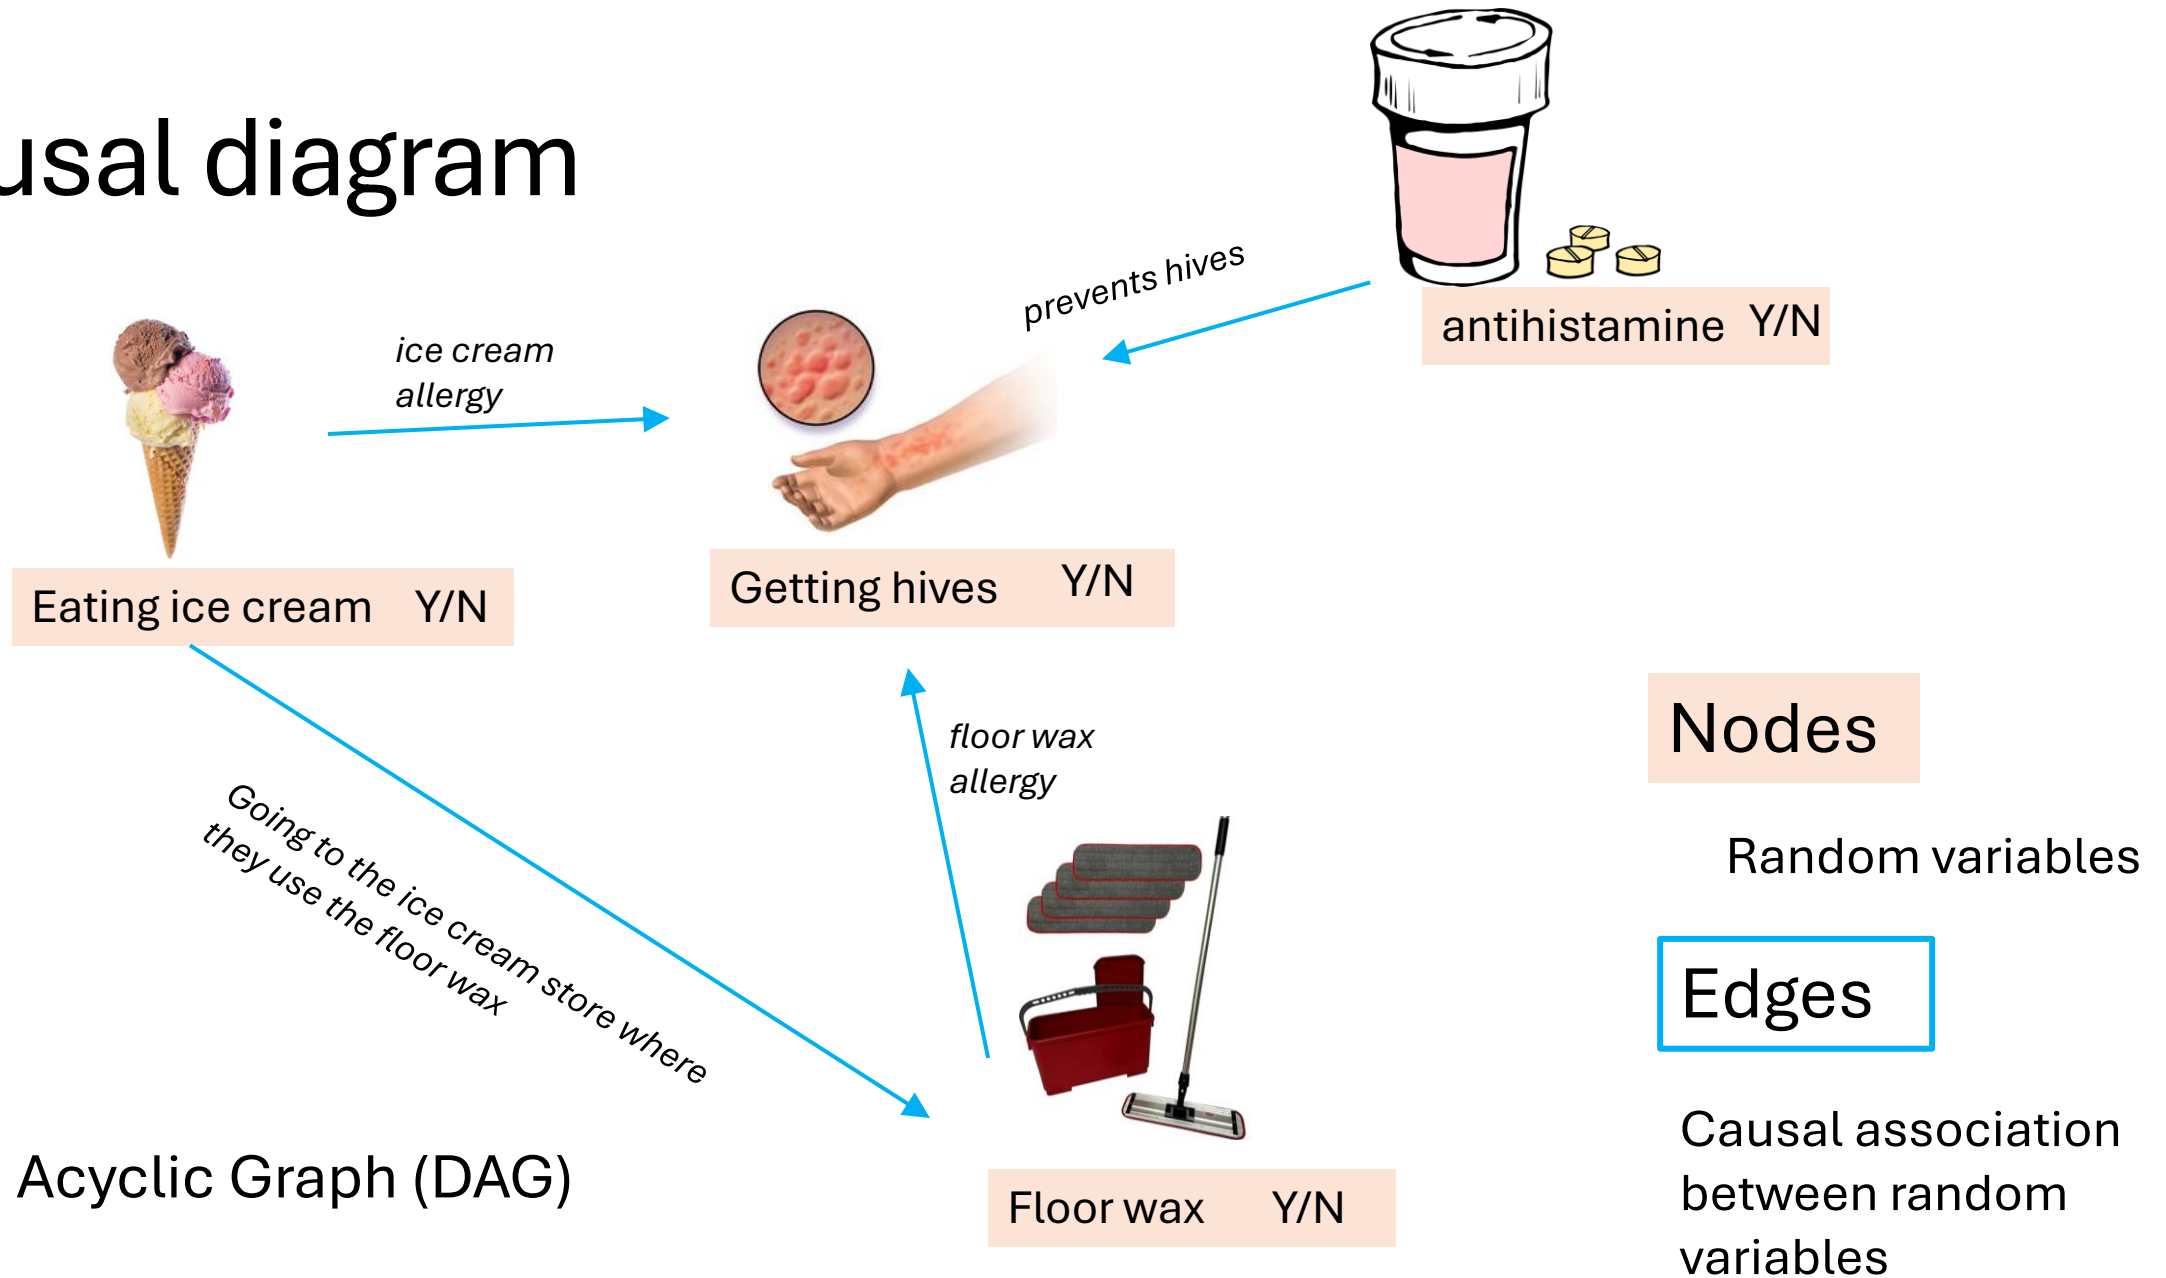 usal diagram
prevents hives
antihistamine Y/N
ice cream
allergy
Eating ice cream Y/N
Getting hives Y/N
floor wax
allergy
Going to the ice cream store where
they use the floor wax
Floor wax Y/N
Acyclic Graph (DAG)
Nodes
Random variables
Edges
Causal association
between random
variables